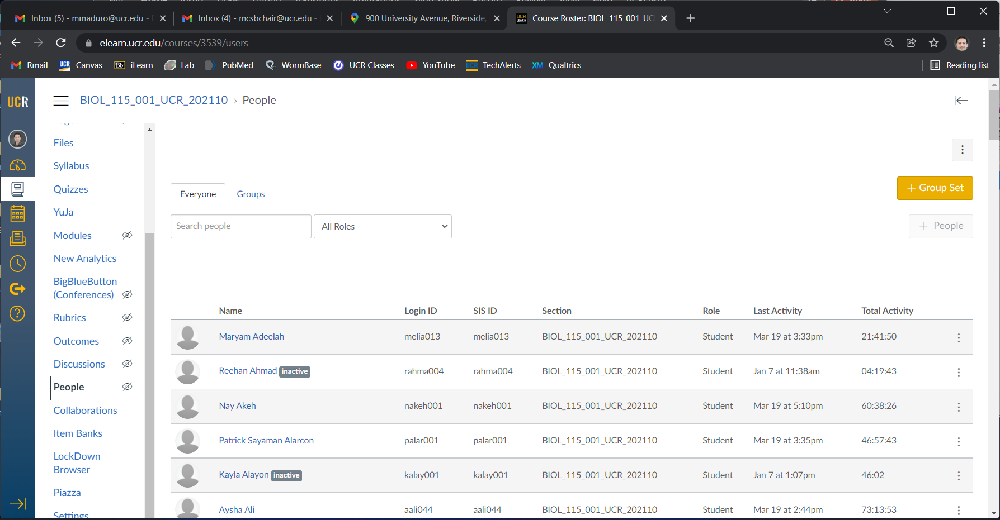 Inbox (5) - mmaduro@ucr.edu -
Inbox (4) - mcsbchair@ucr.edu -
900 University Avenue, Riverside,
Course Roster: BIOL_115_001_UC
elearn.ucr.edu/courses/3539/users
Rmail
UCR Canvas
Bb iLearn
Lab
PubMed
WormBase
UCR Classes
YouTube
UCR TechAlerts
XM Qualtrics
Reading list
UCR
BIOL_115_001_UCR_202110 › People
Files
Syllabus
Quizzes
YuJa
Modules
New Analytics
BigBlueButton
(Conferences)
Rubrics
Outcomes
Discussions
People
Collaborations
Item Banks
LockDown
Browser
Piazza
Settings
Everyone Groups
+ Group Set
Search people
All Roles
+ People
Name Login ID SIS ID Section Role Last Activity Total Activity
Maryam Adeelah melia013 melia013 BIOL_115_001_UCR_202110 Student Mar 19 at 3:33pm 21:41:50
Reehan Ahmad inactive rahma004 rahma004 BIOL_115_001_UCR_202110 Student Jan 7 at 11:38am 04:19:43
Nay Akeh nakeh001 nakeh001 BIOL_115_001_UCR_202110 Student Mar 19 at 5:10pm 60:38:26
Patrick Sayaman Alarcon palar001 palar001 BIOL_115_001_UCR_202110 Student Mar 19 at 3:35pm 46:57:43
Kayla Alayon inactive kalay001 kalay001 BIOL_115_001_UCR_202110 Student Jan 7 at 1:07pm 46:02
Aysha Ali aali044 aali044 BIOL_115_001_UCR_202110 Student Mar 19 at 2:44pm 73:13:53